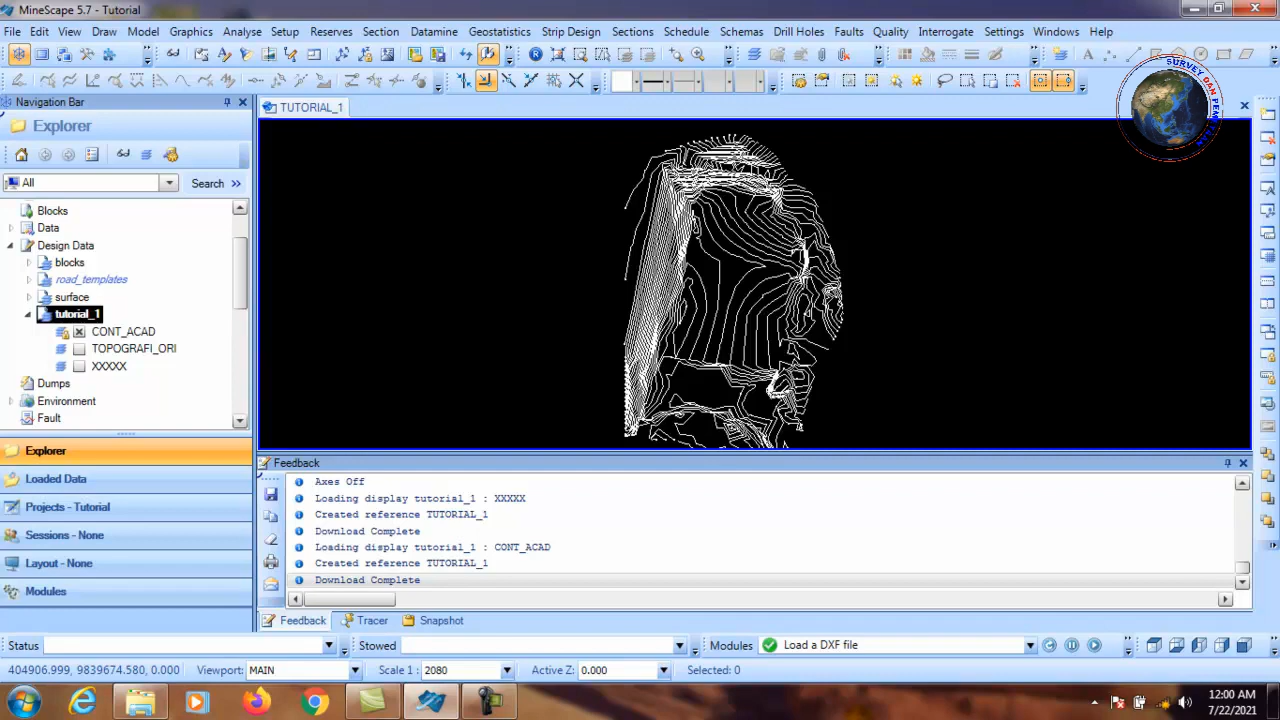 MineScape 5.7 - Tutorial
File Edit View Draw Model Graphics Analyse Setup Reserves Section Datamine Geostatistics Strip Design Sections Schedule Schemas Drill Holes Faults Quality Interrogate Settings Windows Help
Navigation Bar
TUTORIAL_1
SURVEY DAN PEMETAAN
Explorer
All
Search »
Blocks
Data
Design Data
blocks
road_templates
surface
tutorial_1
CONT_ACAD
TOPOGRAFI_ORI
XXXXX
Dumps
Environment
Fault
Explorer
Loaded Data
Projects - Tutorial
Sessions - None
Layout - None
Modules
Feedback
Axes Off
Loading display tutorial_1 : XXXXX
Created reference TUTORIAL_1
Download Complete
Loading display tutorial_1 : CONT_ACAD
Created reference TUTORIAL_1
Download Complete
Feedback Tracer Snapshot
Status Stowed Modules Load a DXF file
404906.999, 9839674.580, 0.000 Viewport: MAIN Scale 1 : 2080 Active Z: 0.000 Selected: 0
12:00 AM
7/22/2021